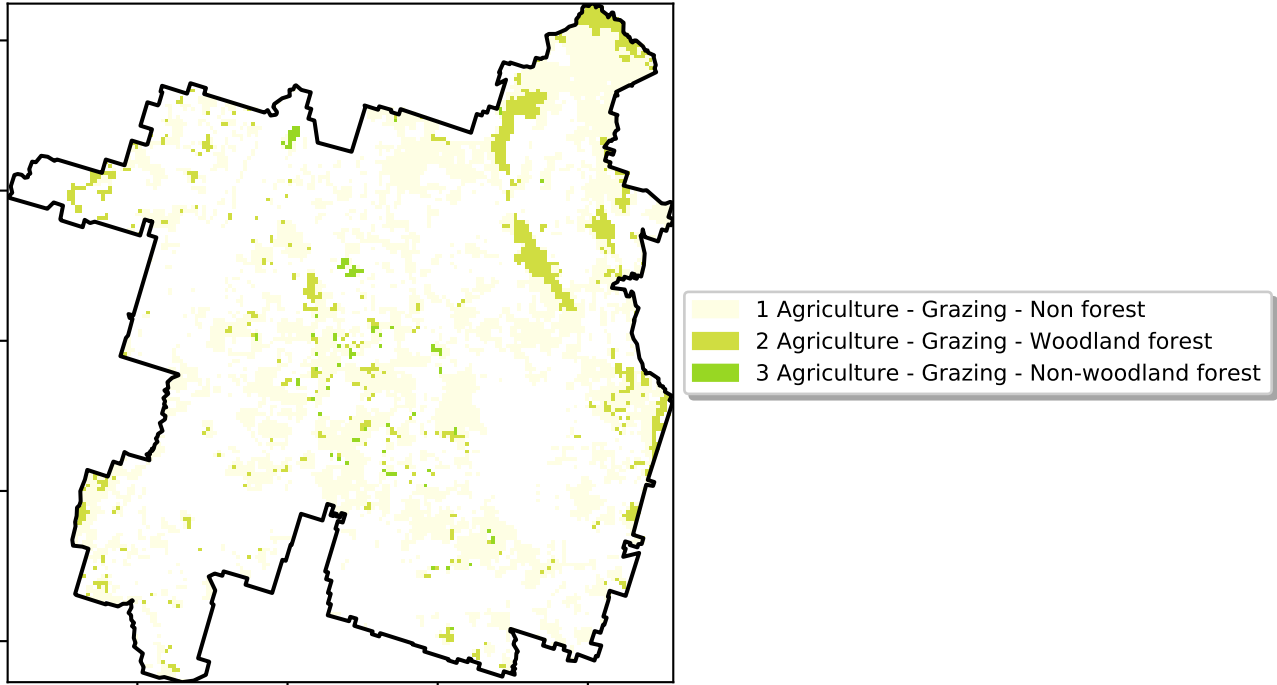 1 Agriculture - Grazing - Non forest
2 Agriculture - Grazing - Woodland forest
3 Agriculture - Grazing - Non-woodland forest